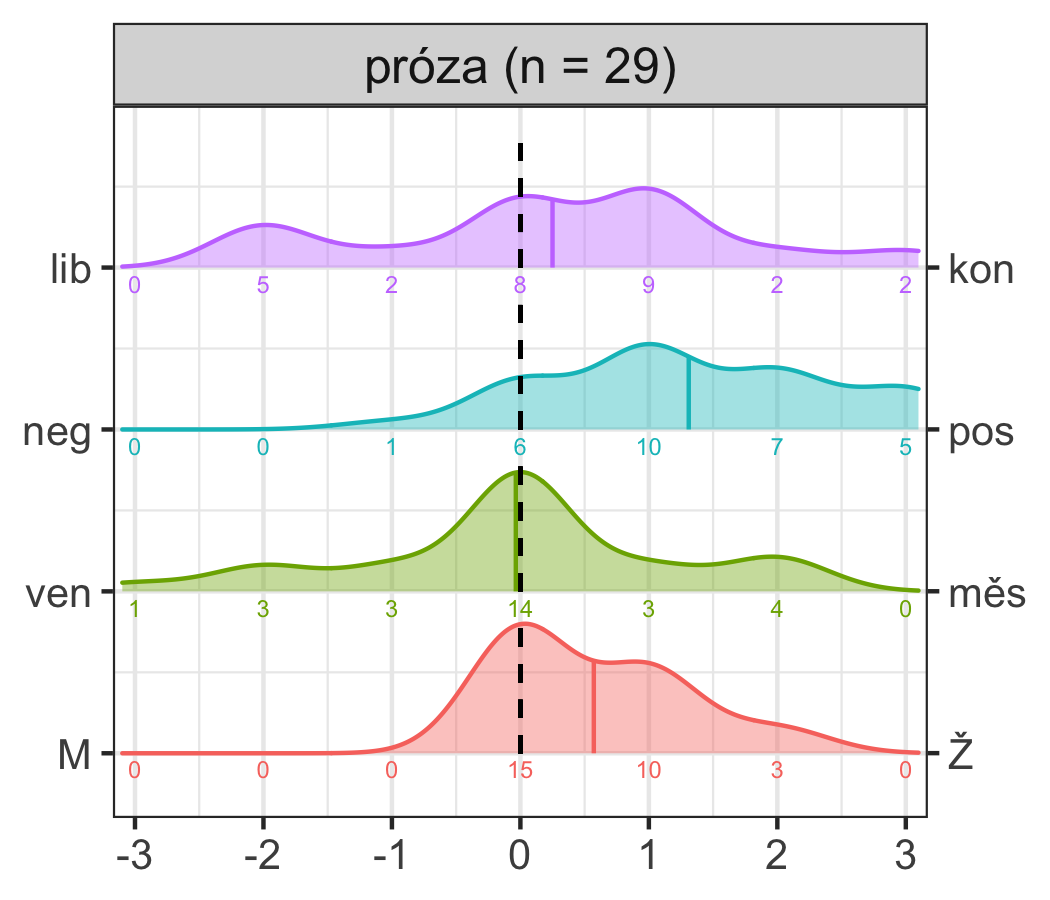 próza (n = 29)
lib kon
0 5 2 8 9 2 2
neg pos
0 0 1 6 10 7 5
ven měs
1 3 3 14 3 4 0
M Ž
0 0 0 15 10 3 0
-3 -2 -1 0 1 2 3